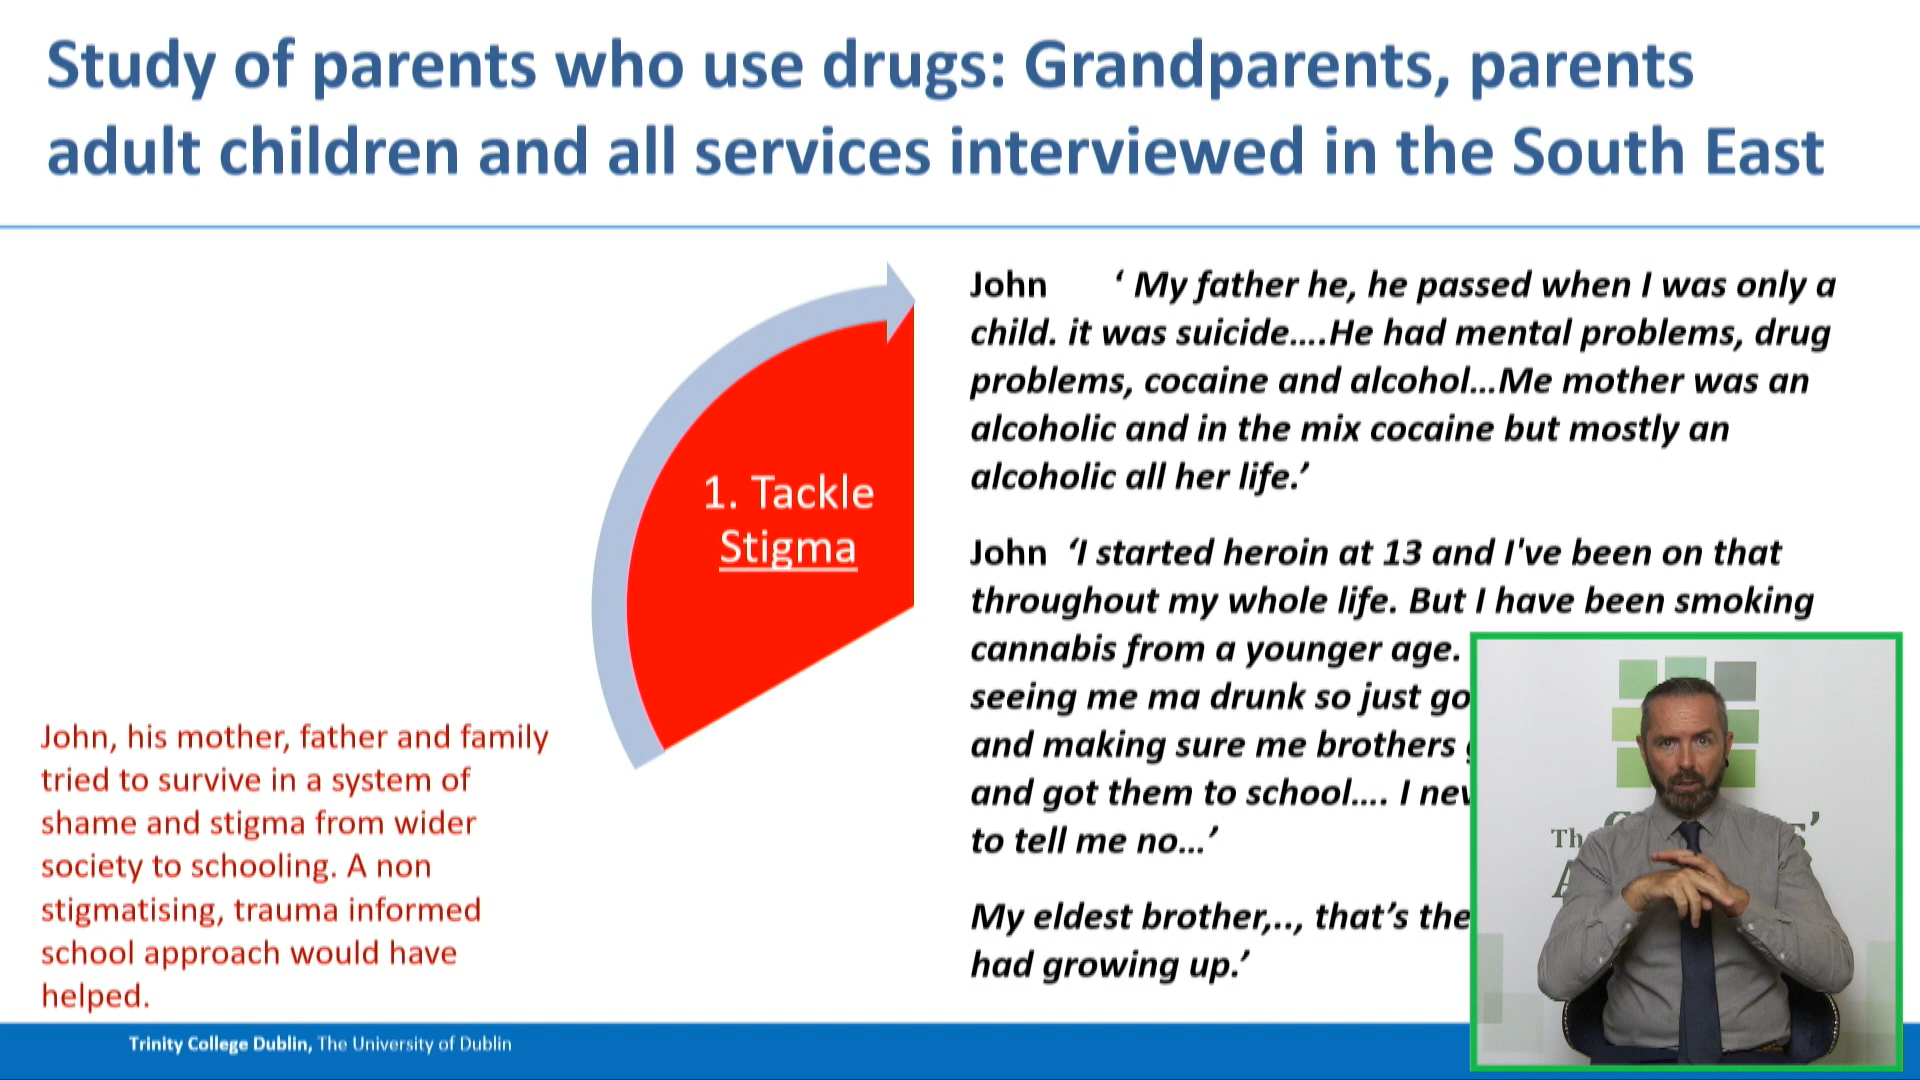 Study of parents who use drugs: Grandparents, parents
adult children and all services interviewed in the South East
1. Tackle
Stigma
John, his mother, father and family
tried to survive in a system of
shame and stigma from wider
society to schooling. A non
stigmatising, trauma informed
school approach would have
helped.
John ‘ My father he, he passed when I was only a
child. it was suicide....He had mental problems, drug
problems, cocaine and alcohol...Me mother was an
alcoholic and in the mix cocaine but mostly an
alcoholic all her life.’
John ‘I started heroin at 13 and I've been on that
throughout my whole life. But I have been smoking
cannabis from a younger age.
seeing me ma drunk so just go
and making sure me brothers
and got them to school.... I nev
to tell me no...’
My eldest brother,.., that’s the
had growing up.’
Trinity College Dublin, The University of Dublin